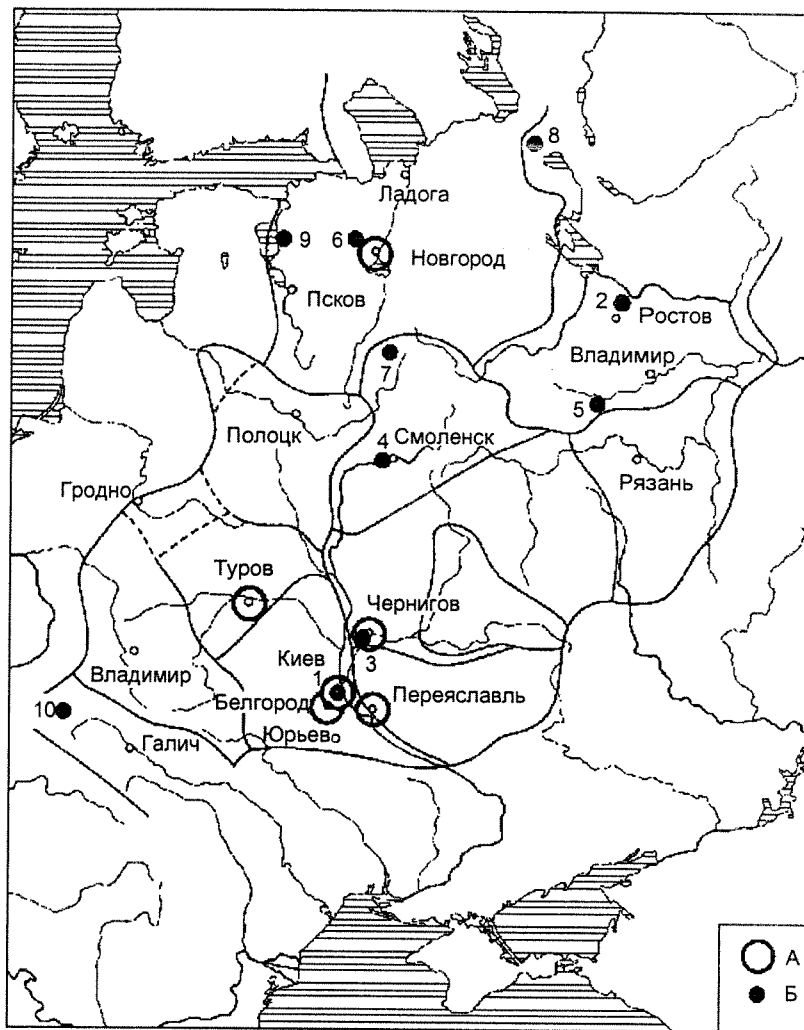 8
Ладога
9
6
Новгород
Псков
2
Ростов
Владимир
7
5
Полоцк
4
Смоленск
Рязань
Гродно
Туров
Чернигов
3
Владимир
Киев
1
Белгород
Переяславль
10
Галич
Юрьев
А
Б